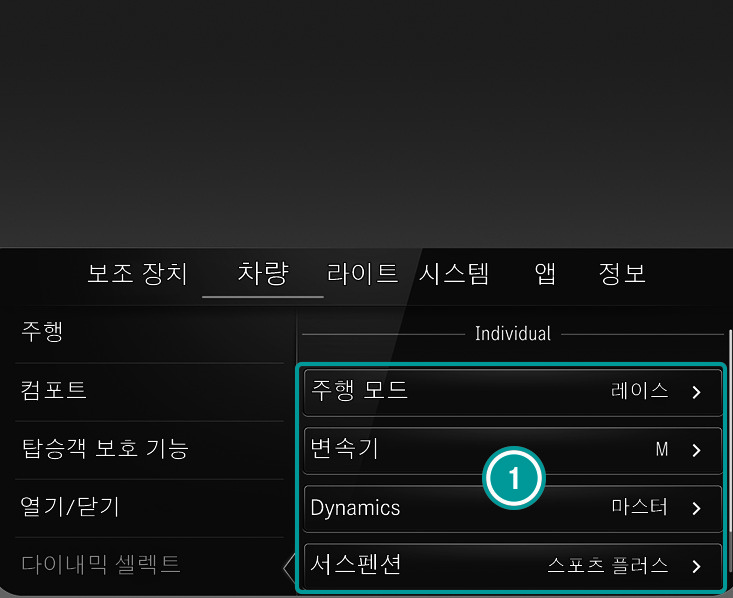 보조 장치 차량 라이트 시스템 앱 정보
주행
컴포트
탑승객 보호 기능
열기/닫기
다이내믹 셀렉트
Individual
주행 모드 레이스
변속기 M
1
Dynamics 마스터
서스펜션 스포츠 플러스